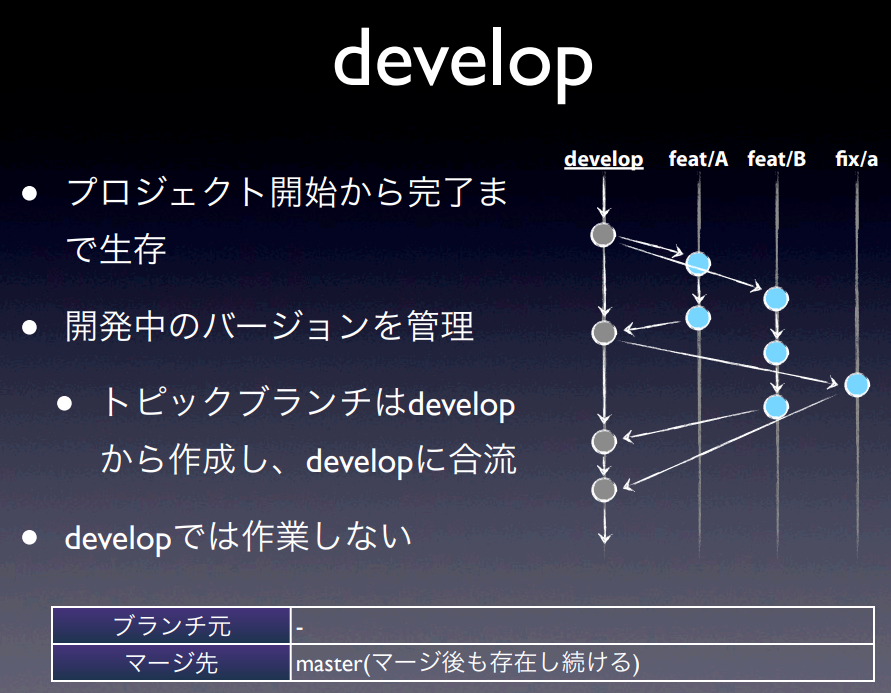 develop
develop feat/A feat/B fix/a
• プロジェクト開始から完了ま
で生存
• 開発中のバージョンを管理
• トピックブランチはdevelop
から作成し、developに合流
• developでは作業しない
ブランチ元 -
マージ先 master(マージ後も存在し続ける)